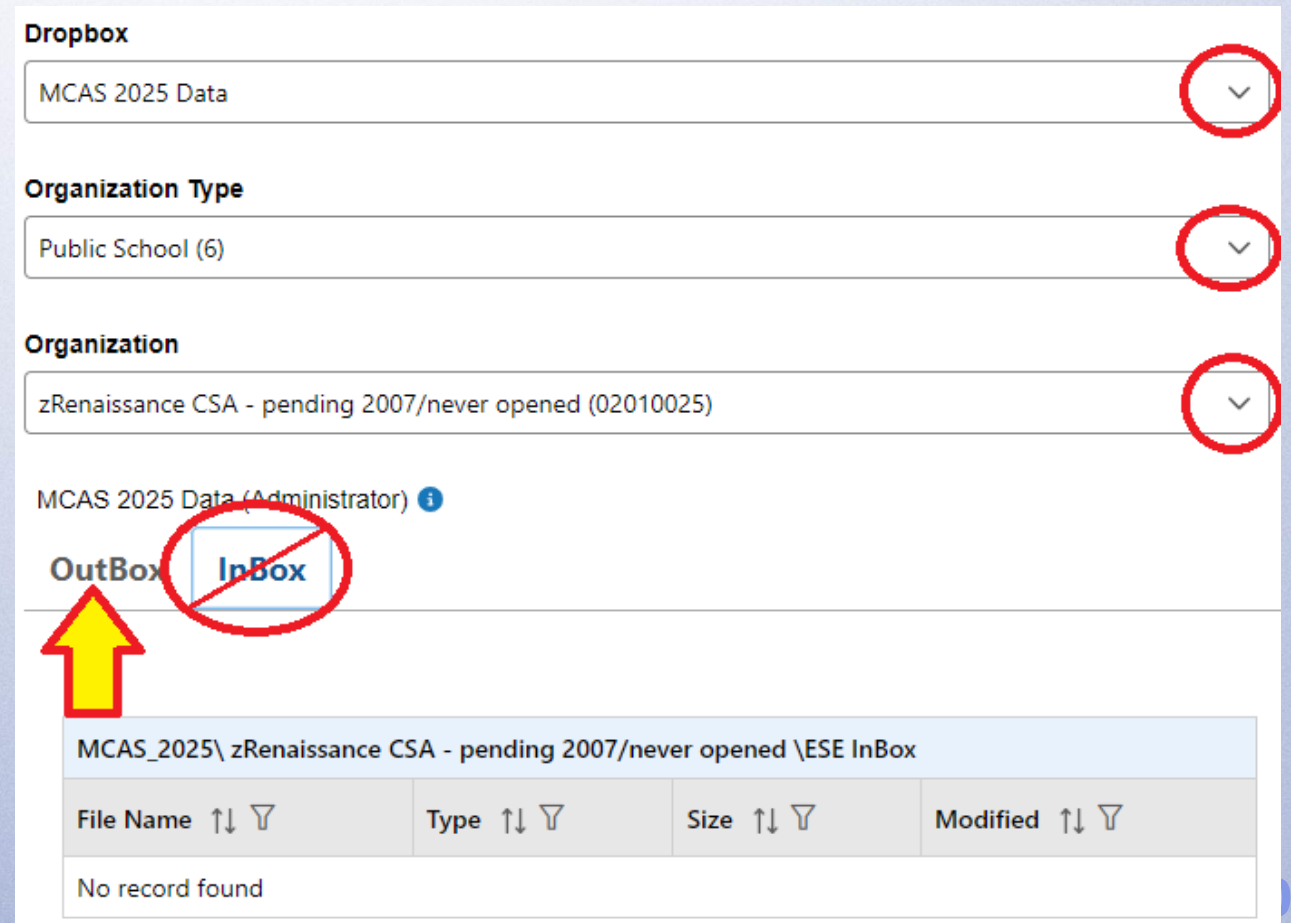 Dropbox
MCAS 2025 Data
Organization Type
Public School (6)
Organization
zRenaissance CSA - pending 2007/never opened (02010025)
MCAS 2025 Data (Administrator)
OutBox InBox
MCAS_2025\ zRenaissance CSA - pending 2007/never opened \ESE InBox
File Name Type Size Modified
No record found